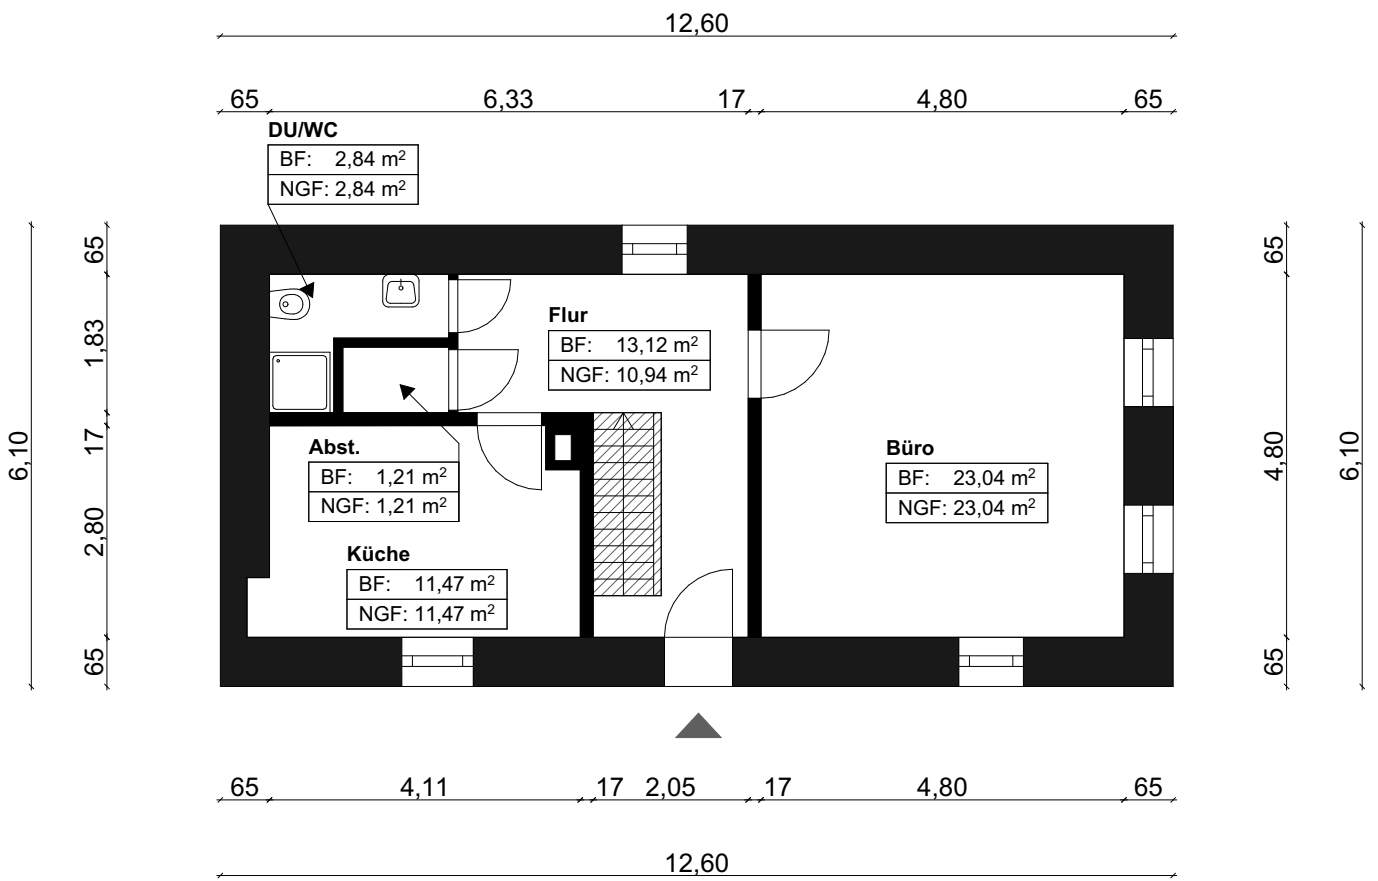 12,60
65 6,33 17 4,80 65
DU/WC
BF: 2,84 m²
NGF: 2,84 m²
65
1,83
17
2,80
65
6,10
Flur
BF: 13,12 m²
NGF: 10,94 m²
Abst.
BF: 1,21 m²
NGF: 1,21 m²
Küche
BF: 11,47 m²
NGF: 11,47 m²
Büro
BF: 23,04 m²
NGF: 23,04 m²
65
4,80
65
6,10
65 4,11 17 2,05 17 4,80 65
12,60